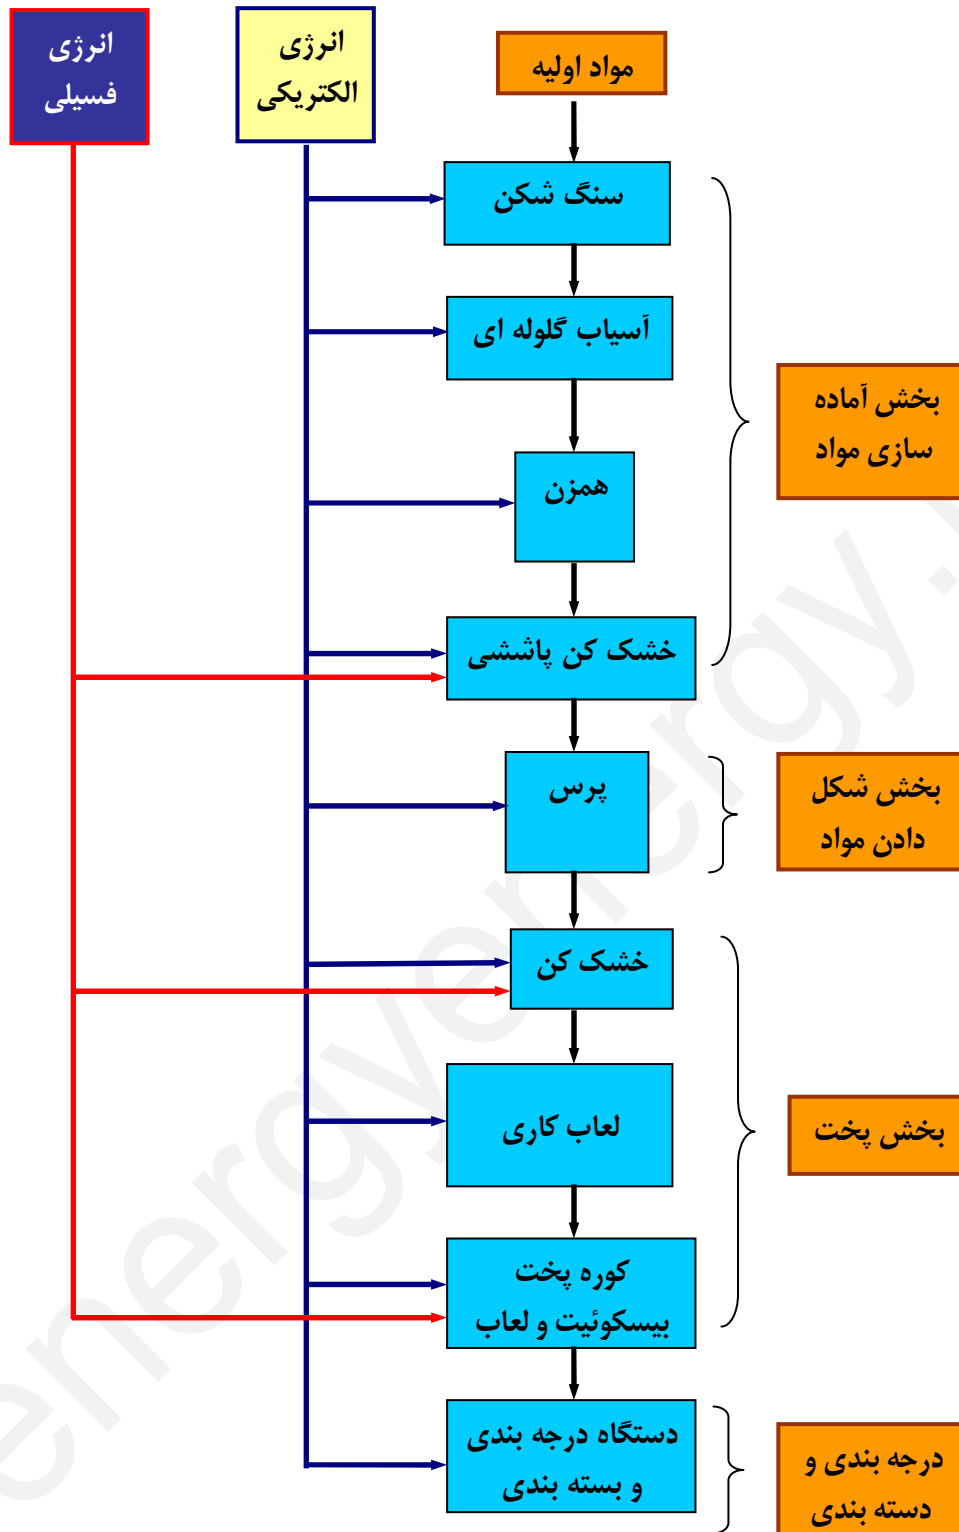 انرژی
فسیلی
انرژی
الکتریکی
مواد اولیه
سنگ شکن
آسیاب گلوله ای
همزن
خشک کن پاششی
بخش آماده
سازی مواد
پرس
بخش شکل
دادن مواد
خشک کن
لعاب کاری
کوره پخت
بیسکوئیت و لعاب
بخش پخت
دستگاه درجه بندی
و بسته بندی
درجه بندی و
دسته بندی
energyenergy.